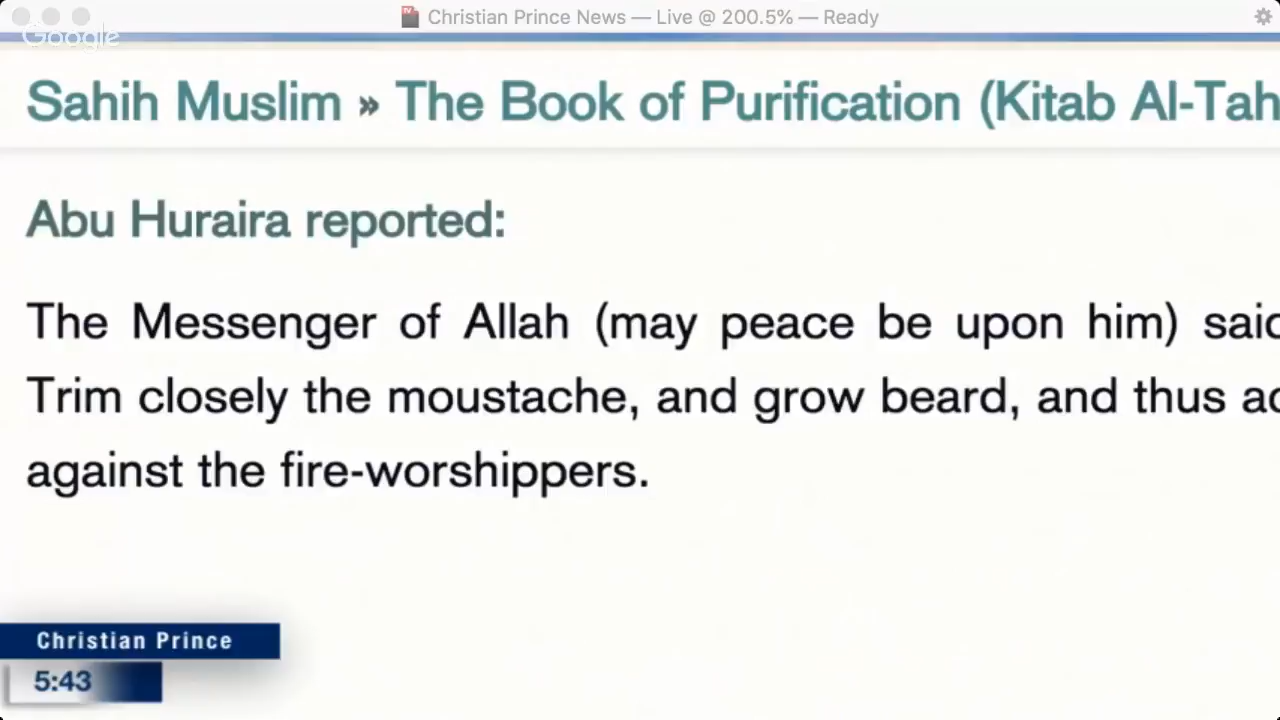 Christian Prince News — Live @ 200.5% — Ready
Google
Sahih Muslim » The Book of Purification (Kitab Al-Tah
Abu Huraira reported:
The Messenger of Allah (may peace be upon him)
Trim closely the moustache, and grow beard, and thus
against the fire-worshippers.
Christian Prince
5:43